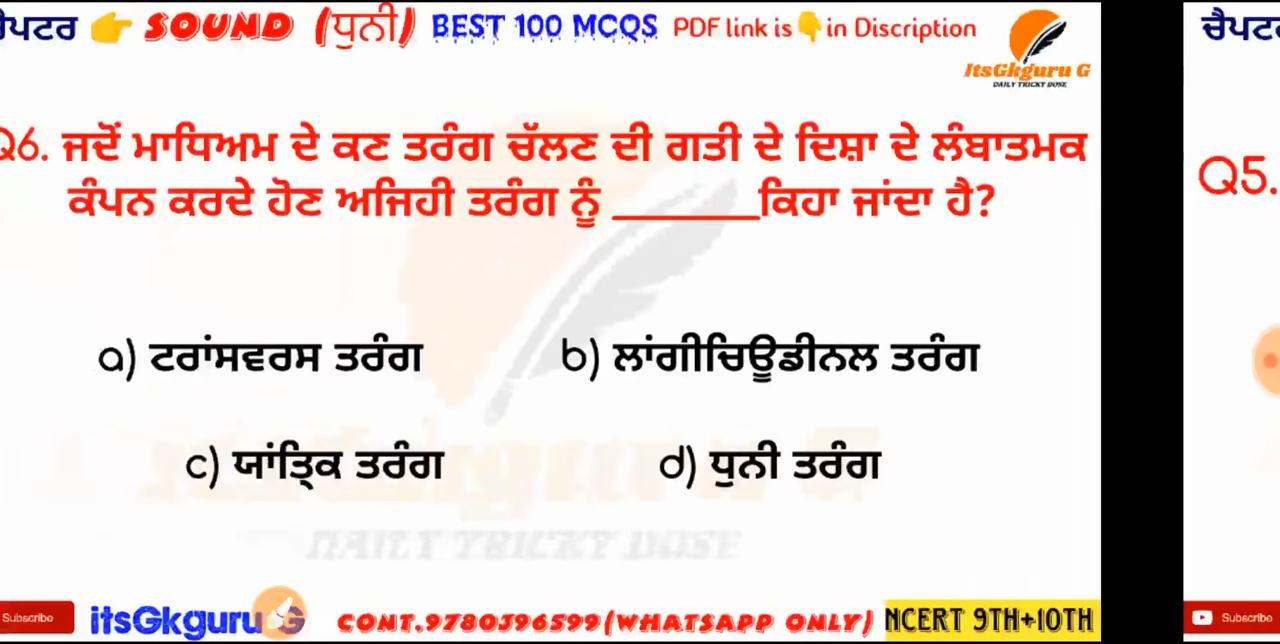 ਚੈਪਟਰ 👉 SOUND (ਧੁਨੀ) BEST 100 MCQS PDF link is👇in Discription
ItsGkguru G
DAILY TRICKY DOSE
Q6. ਜਦੋਂ ਮਾਧਿਅਮ ਦੇ ਕਣ ਤਰੰਗ ਚੱਲਣ ਦੀ ਗਤੀ ਦੇ ਦਿਸ਼ਾ ਦੇ ਲੰਬਾਤਮਕ
ਕੰਪਨ ਕਰਦੇ ਹੋਣ ਅਜਿਹੀ ਤਰੰਗ ਨੂੰ _______ਕਿਹਾ ਜਾਂਦਾ ਹੈ?
a) ਟਰਾਂਸਵਰਸ ਤਰੰਗ b) ਲਾਂਗੀਚਿਊਡੀਨਲ ਤਰੰਗ
c) ਯਾਂਤ੍ਰਿਕ ਤਰੰਗ d) ਧੁਨੀ ਤਰੰਗ
DAILY TRICKY DOSE
Subscribe itsGkguru G CONT.9780396599(WHATSAPP ONLY) NCERT 9TH+10TH
Q5.
Subscribe